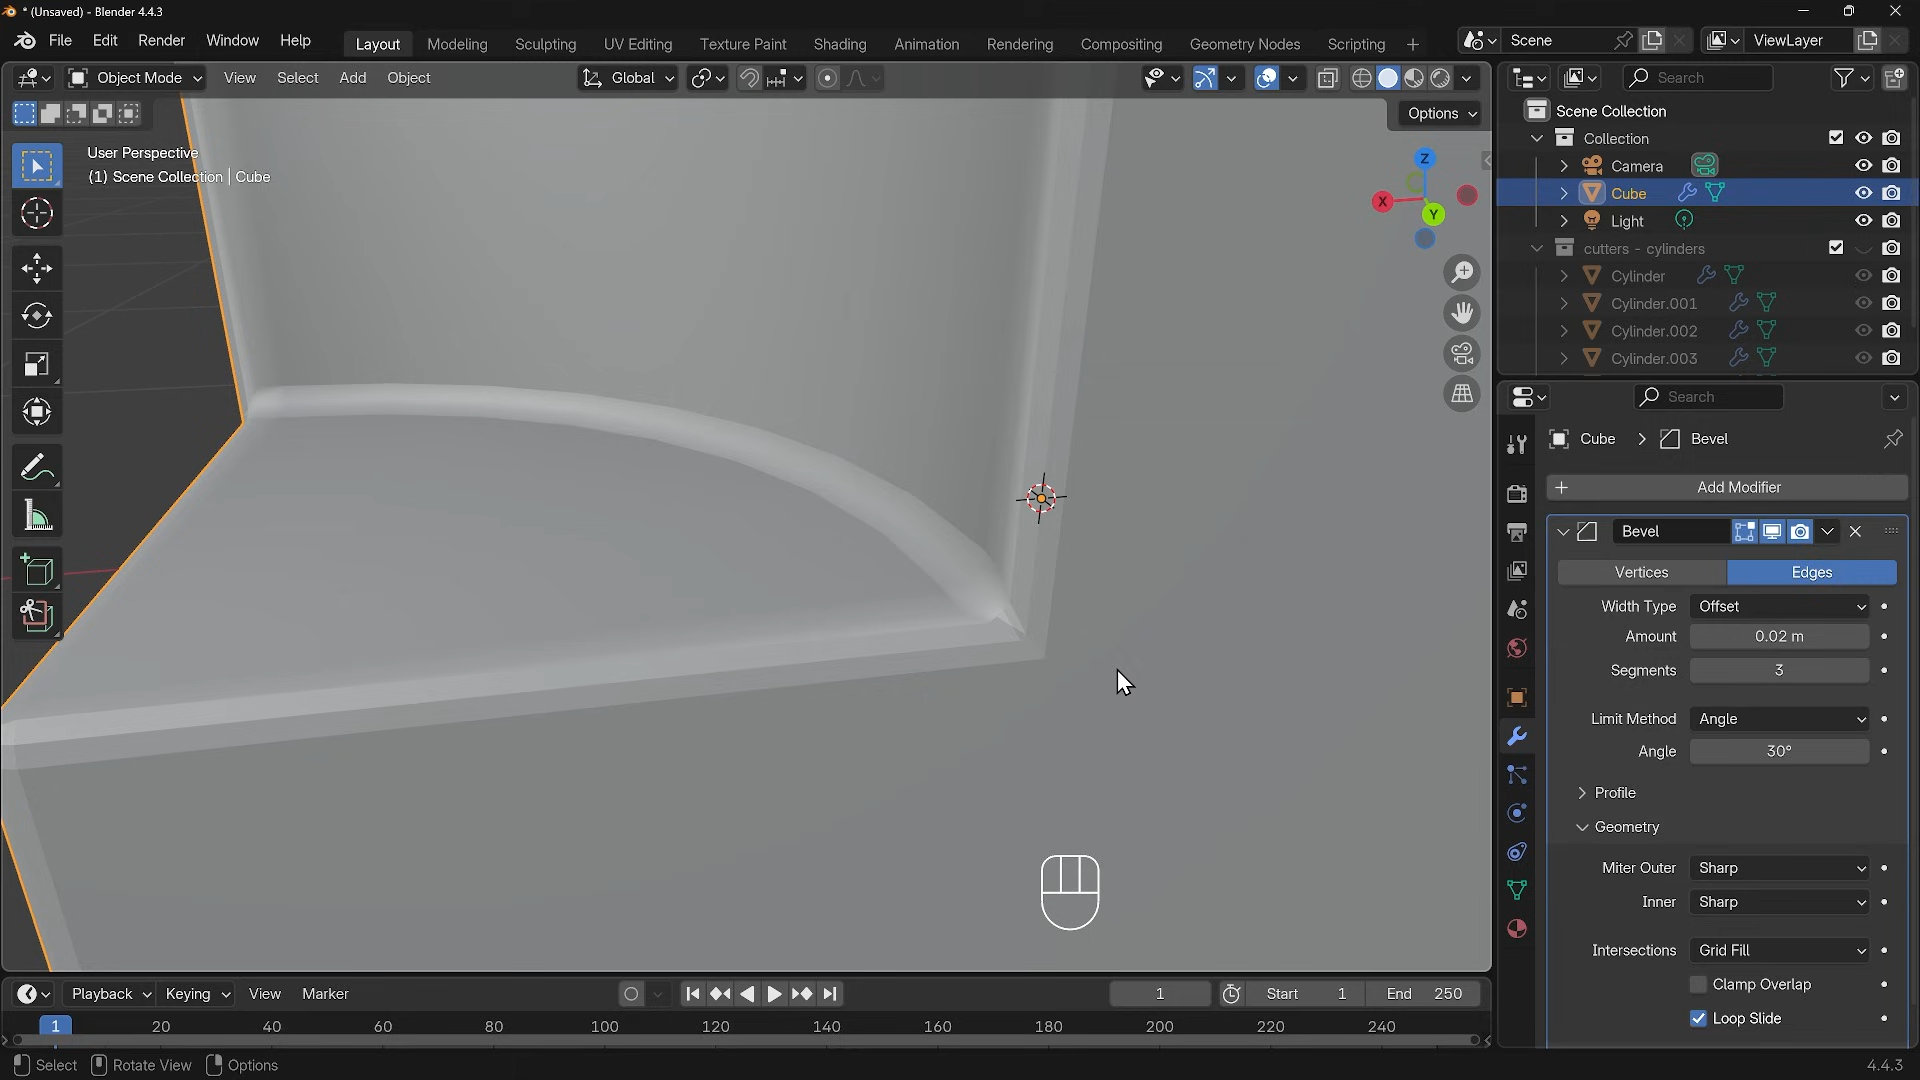 * (Unsaved) - Blender 4.4.3
File Edit Render Window Help
Layout Modeling Sculpting UV Editing Texture Paint Shading Animation Rendering Compositing Geometry Nodes Scripting +
Scene
ViewLayer
Object Mode View Select Add Object
Global
Options
User Perspective
(1) Scene Collection | Cube
Z
X
Y
Search
Scene Collection
Collection
Camera
Cube
Light
cutters - cylinders
Cylinder
Cylinder.001
Cylinder.002
Cylinder.003
Search
Cube > Bevel
+ Add Modifier
Bevel
Vertices Edges
Width Type Offset
Amount 0.02 m
Segments 3
Limit Method Angle
Angle 30°
Profile
Geometry
Miter Outer Sharp
Inner Sharp
Intersections Grid Fill
Clamp Overlap
Loop Slide
Playback Keying View Marker
1
Start 1 End 250
1 20 40 60 80 100 120 140 160 180 200 220 240
Select Rotate View Options
4.4.3